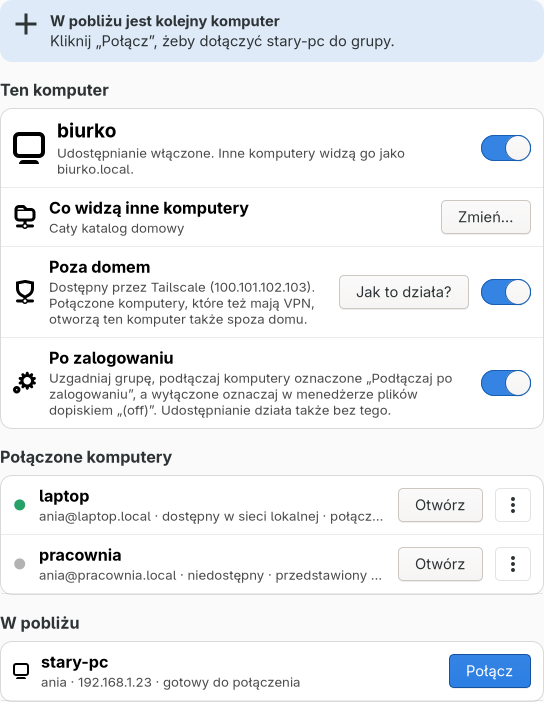 W pobliżu jest kolejny komputer
Kliknij „Połącz”, żeby dołączyć stary-pc do grupy.
Ten komputer
biurko
Udostępnianie włączone. Inne komputery widzą go jako
biurko.local.
Co widzą inne komputery
Cały katalog domowy
Zmień...
Poza domem
Dostępny przez Tailscale (100.101.102.103).
Połączone komputery, które też mają VPN,
otworzą ten komputer także spoza domu.
Jak to działa?
Po zalogowaniu
Uzgadniaj grupę, podłączaj komputery oznaczone „Podłączaj po
zalogowaniu”, a wyłączone oznaczaj w menedżerze plików
dopiskiem „(off)”. Udostępnianie działa także bez tego.
Połączone komputery
laptop
ania@laptop.local · dostępny w sieci lokalnej · połącz...
Otwórz
pracownia
ania@pracownia.local · niedostępny · przedstawiony ...
Otwórz
W pobliżu
stary-pc
ania · 192.168.1.23 · gotowy do połączenia
Połącz